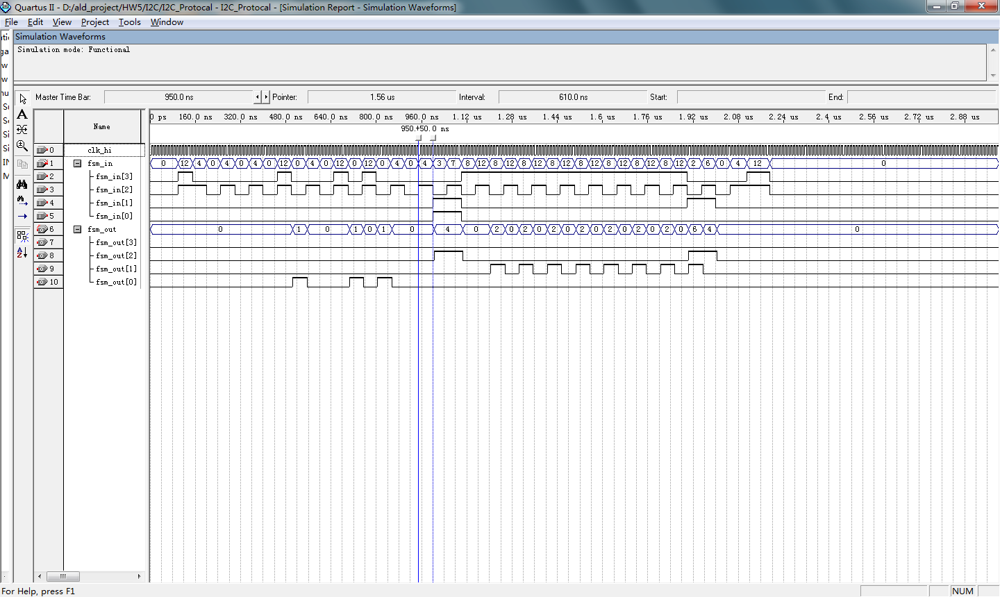 Quartus II - D:/ald_project/HW5/I2C/I2C_Protocal - I2C_Protocal - [Simulation Report - Simulation Waveforms]
File Edit View Project Tools Window
Simulation Waveforms
Simulation mode: Functional
Master Time Bar: 950.0 ns Pointer: 1.56 us Interval: 610.0 ns Start: End:
Name
0 ps 160.0 ns 320.0 ns 480.0 ns 640.0 ns 800.0 ns 960.0 ns 1.12 us 1.28 us 1.44 us 1.6 us 1.76 us 1.92 us 2.08 us 2.24 us 2.4 us 2.56 us 2.72 us 2.88 us
950.+50.0 ns
0 clk_hi
1 fsm_in 0 12 4 0 4 0 4 0 12 0 4 0 12 0 12 0 4 0 4 3 7 8 12 8 12 8 12 8 12 8 12 8 12 8 12 8 12 2 6 0 4 12 0
2 fsm_in[3]
3 fsm_in[2]
4 fsm_in[1]
5 fsm_in[0]
6 fsm_out 0 1 0 1 0 1 0 4 0 2 0 2 0 2 0 2 0 2 0 2 0 2 0 6 4 0
7 fsm_out[3]
8 fsm_out[2]
9 fsm_out[1]
10 fsm_out[0]
For Help, press F1
NUM